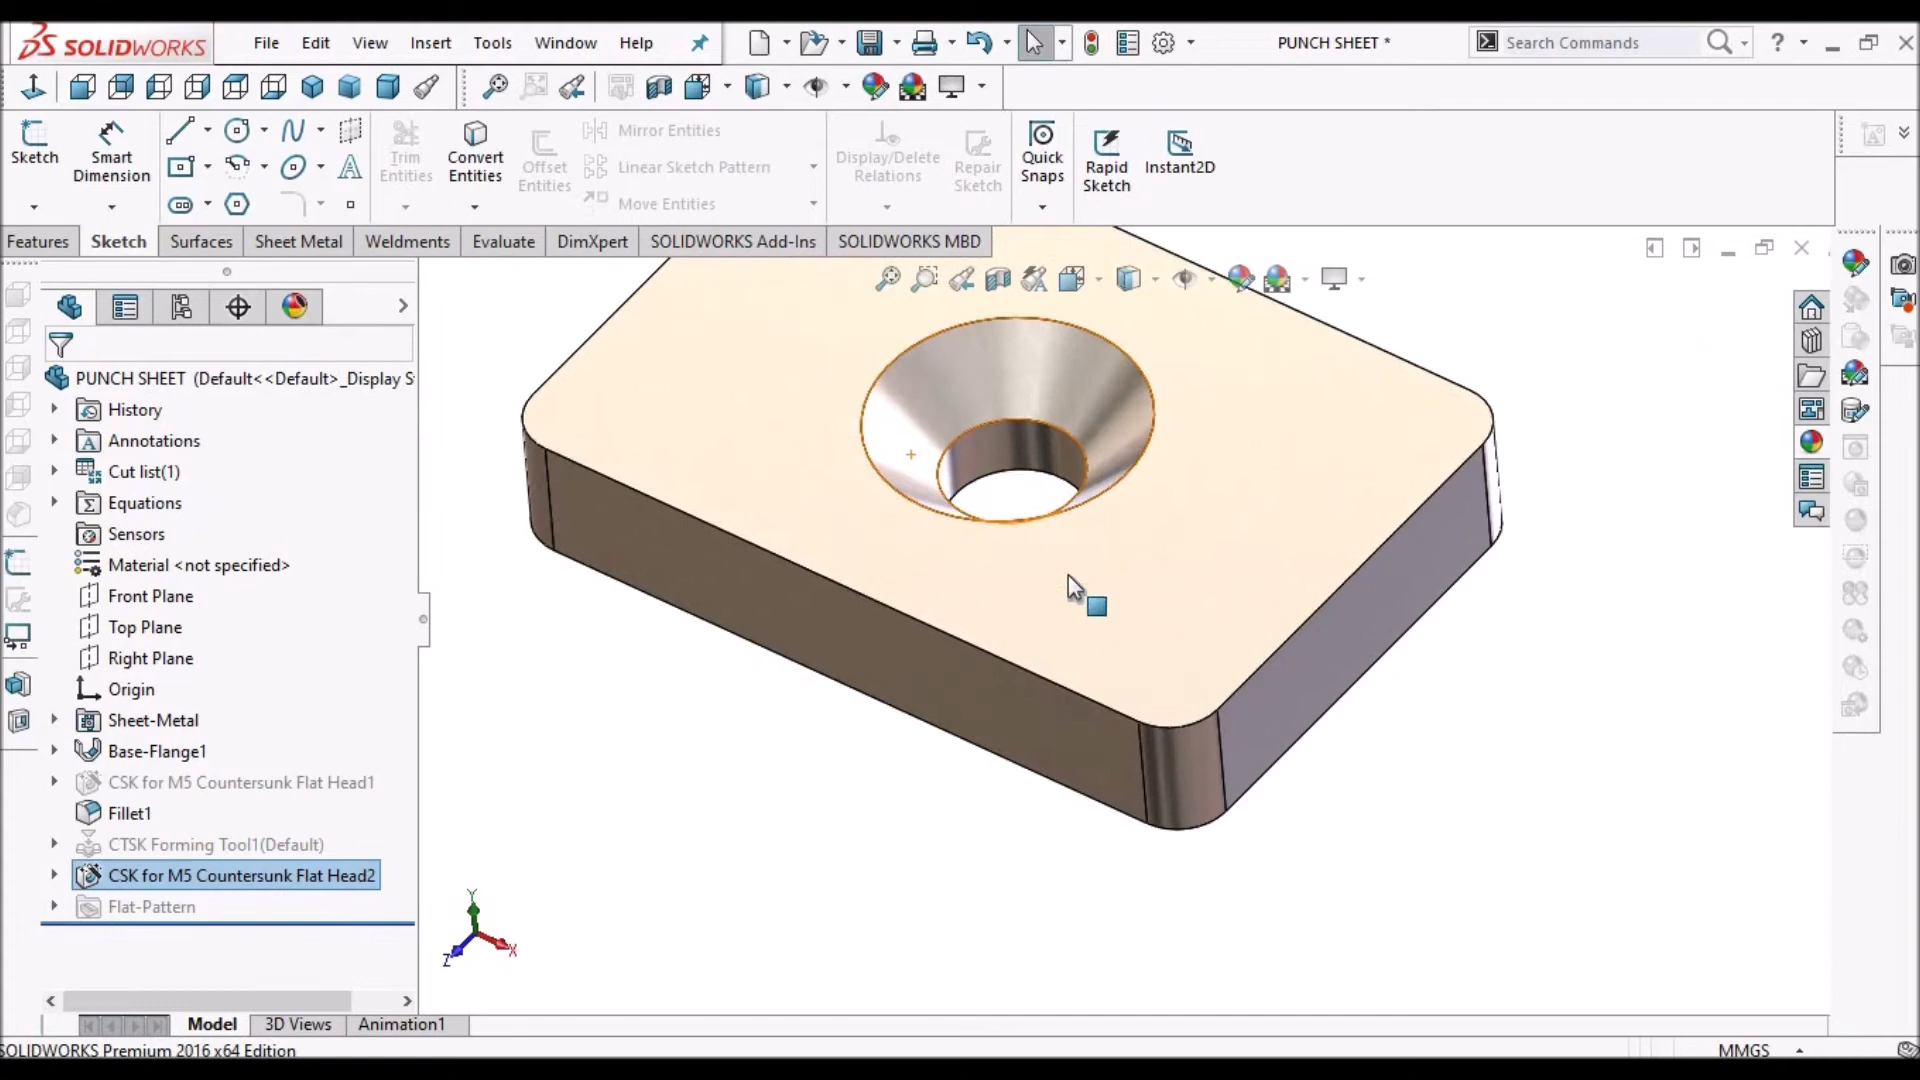 SOLIDWORKS File Edit View Insert Tools Window Help PUNCH SHEET * Search Commands ?
Sketch Smart Dimension Trim Entities Convert Entities Offset Entities Mirror Entities Linear Sketch Pattern Move Entities Display/Delete Relations Repair Sketch Quick Snaps Rapid Sketch Instant2D
Features Sketch Surfaces Sheet Metal Weldments Evaluate DimXpert SOLIDWORKS Add-Ins SOLIDWORKS MBD
PUNCH SHEET (Default<<Default>_Display S
History
Annotations
Cut list(1)
Equations
Sensors
Material <not specified>
Front Plane
Top Plane
Right Plane
Origin
Sheet-Metal
Base-Flange1
CSK for M5 Countersunk Flat Head1
Fillet1
CTSK Forming Tool1(Default)
CSK for M5 Countersunk Flat Head2
Flat-Pattern
Y
Z X
Model 3D Views Animation1
SOLIDWORKS Premium 2016 x64 Edition MMGS